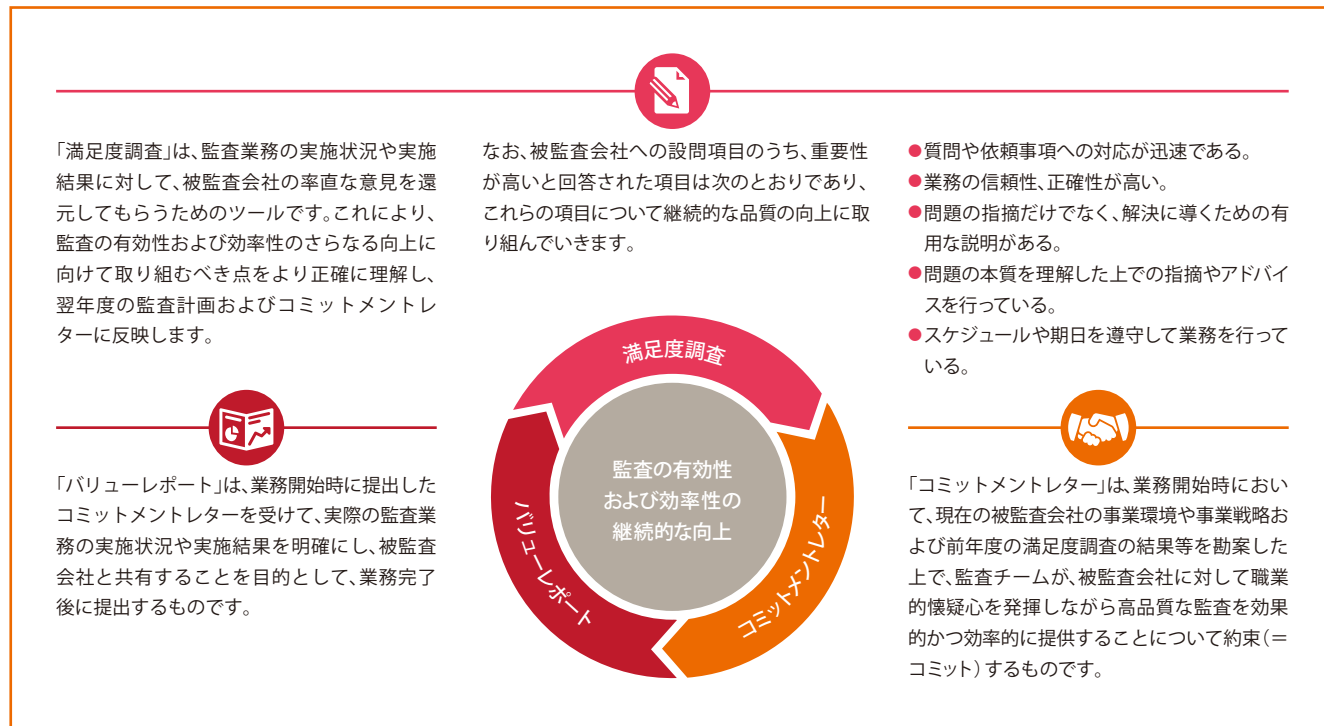 「満足度調査」は、監査業務の実施状況や実施
結果に対して、被監査会社の率直な意見を還
元してもらうためのツールです。これにより、
監査の有効性および効率性のさらなる向上に
向けて取り組むべき点をより正確に理解し、
翌年度の監査計画およびコミットメントレ
ターに反映します。
なお、被監査会社への設問項目のうち、重要性
が高いと回答された項目は次のとおりであり、
これらの項目について継続的な品質の向上に取
り組んでいきます。
●質問や依頼事項への対応が迅速である。
●業務の信頼性、正確性が高い。
●問題の指摘だけでなく、解決に導くための有
用な説明がある。
●問題の本質を理解した上での指摘やアドバイ
スを行っている。
●スケジュールや期日を遵守して業務を行って
いる。
満足度調査
コミットメントレター
バリューレポート
監査の有効性
および効率性の
継続的な向上
「バリューレポート」は、業務開始時に提出した
コミットメントレターを受けて、実際の監査業
務の実施状況や実施結果を明確にし、被監査
会社と共有することを目的として、業務完了
後に提出するものです。
「コミットメントレター」は、業務開始時におい
て、現在の被監査会社の事業環境や事業戦略お
よび前年度の満足度調査の結果等を勘案した
上で、監査チームが、被監査会社に対して職業
的懐疑心を発揮しながら高品質な監査を効果
的かつ効率的に提供することについて約束(=
コミット)するものです。